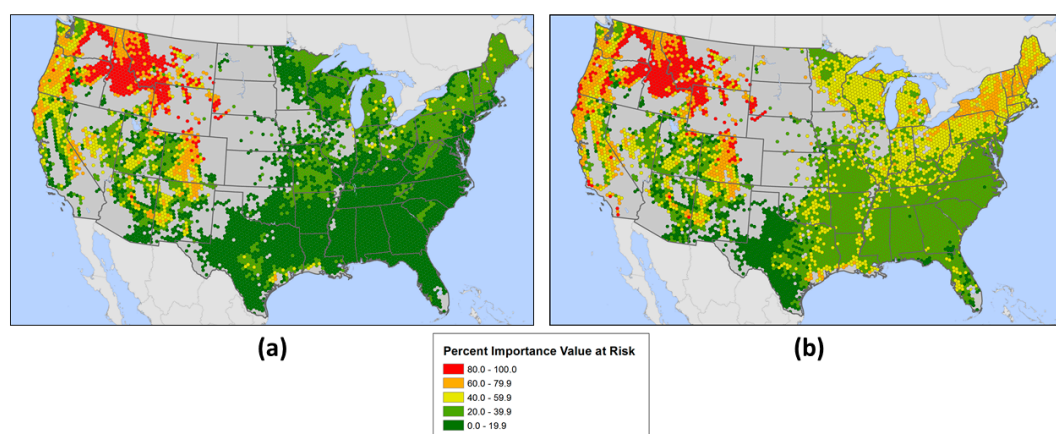 (a)
(b)
Percent Importance Value at Risk
80.0 - 100.0
60.0 - 79.9
40.0 - 59.9
20.0 - 39.9
0.0 - 19.9